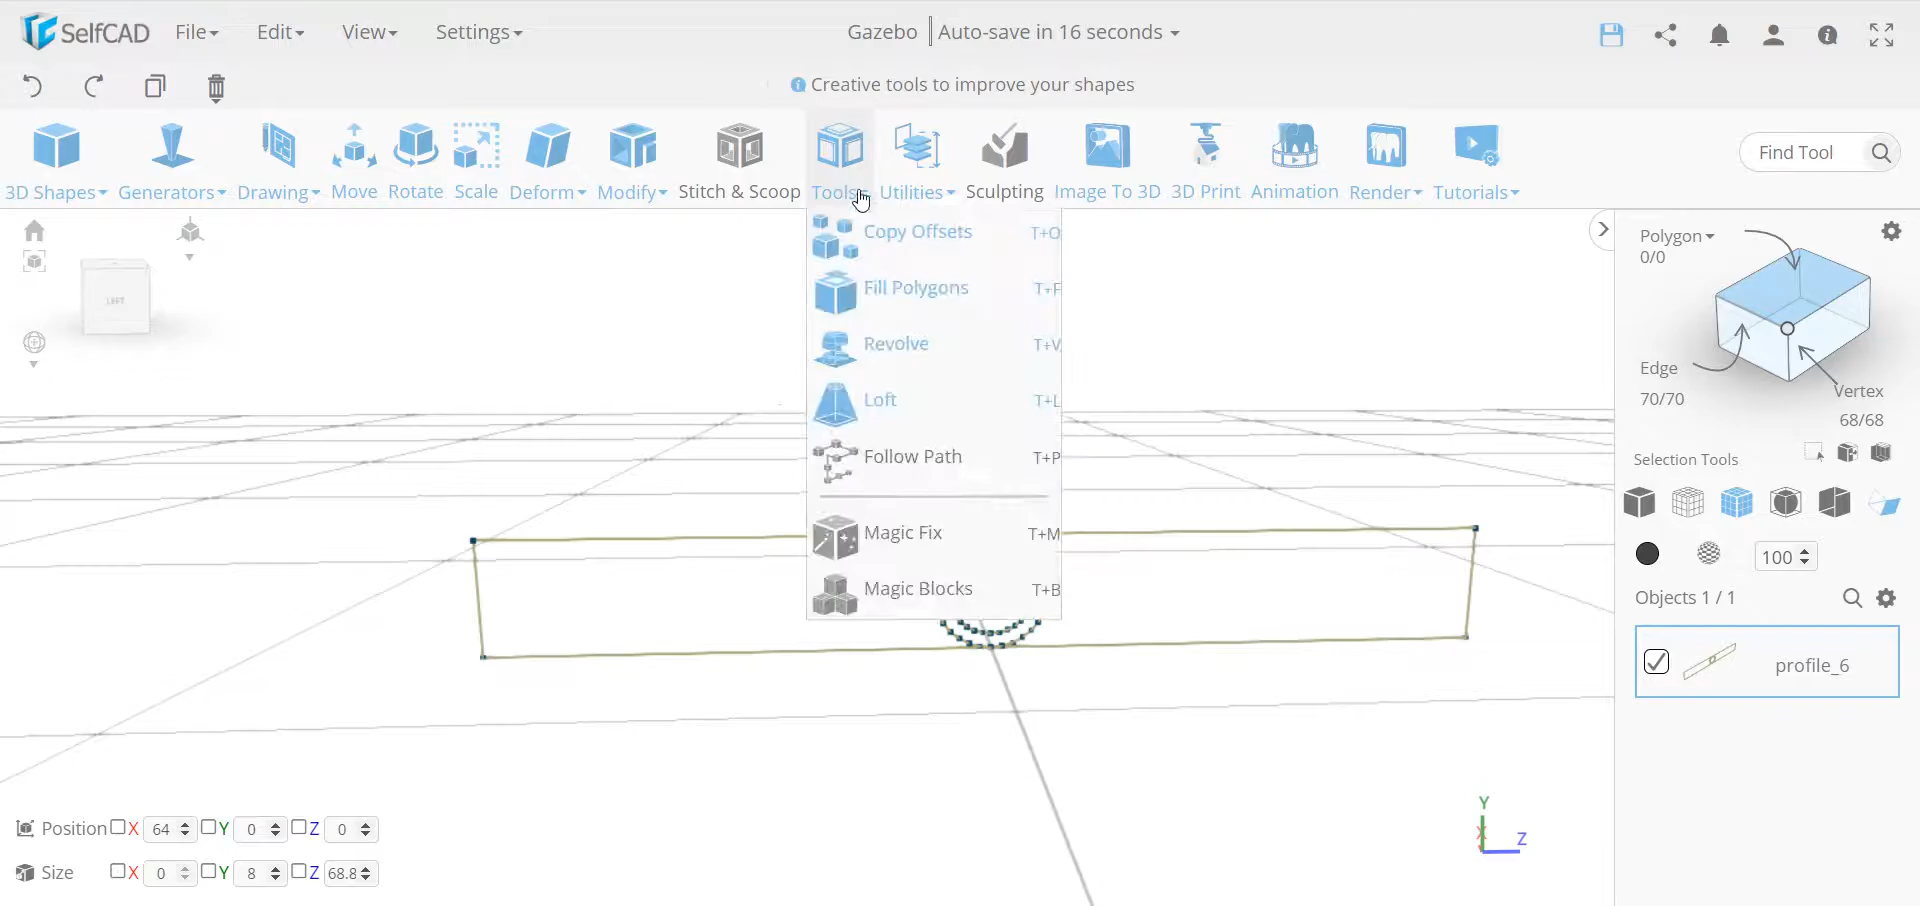 SelfCAD File Edit View Settings Gazebo Auto-save in 16 seconds
Creative tools to improve your shapes
3D Shapes Generators Drawing Move Rotate Scale Deform Modify Stitch & Scoop Tools Utilities Sculpting Image To 3D 3D Print Animation Render Tutorials Find Tool
Copy Offsets T+O
Fill Polygons T+F
Revolve T+V
Loft T+L
Follow Path T+P
Magic Fix T+M
Magic Blocks T+B
LEFT
Polygon
0/0
Edge
70/70
Vertex
68/68
Selection Tools
100
Objects 1 / 1
profile_6
Y
X
Z
Position X 64 Y 0 Z 0
Size X 0 Y 8 Z 68.8